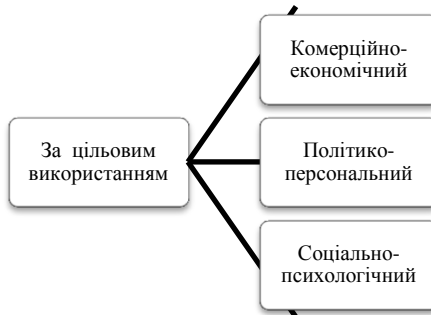 Комерційно-
економічний
За цільовим
використанням
Політико-
персональний
Соціально-
психологічний